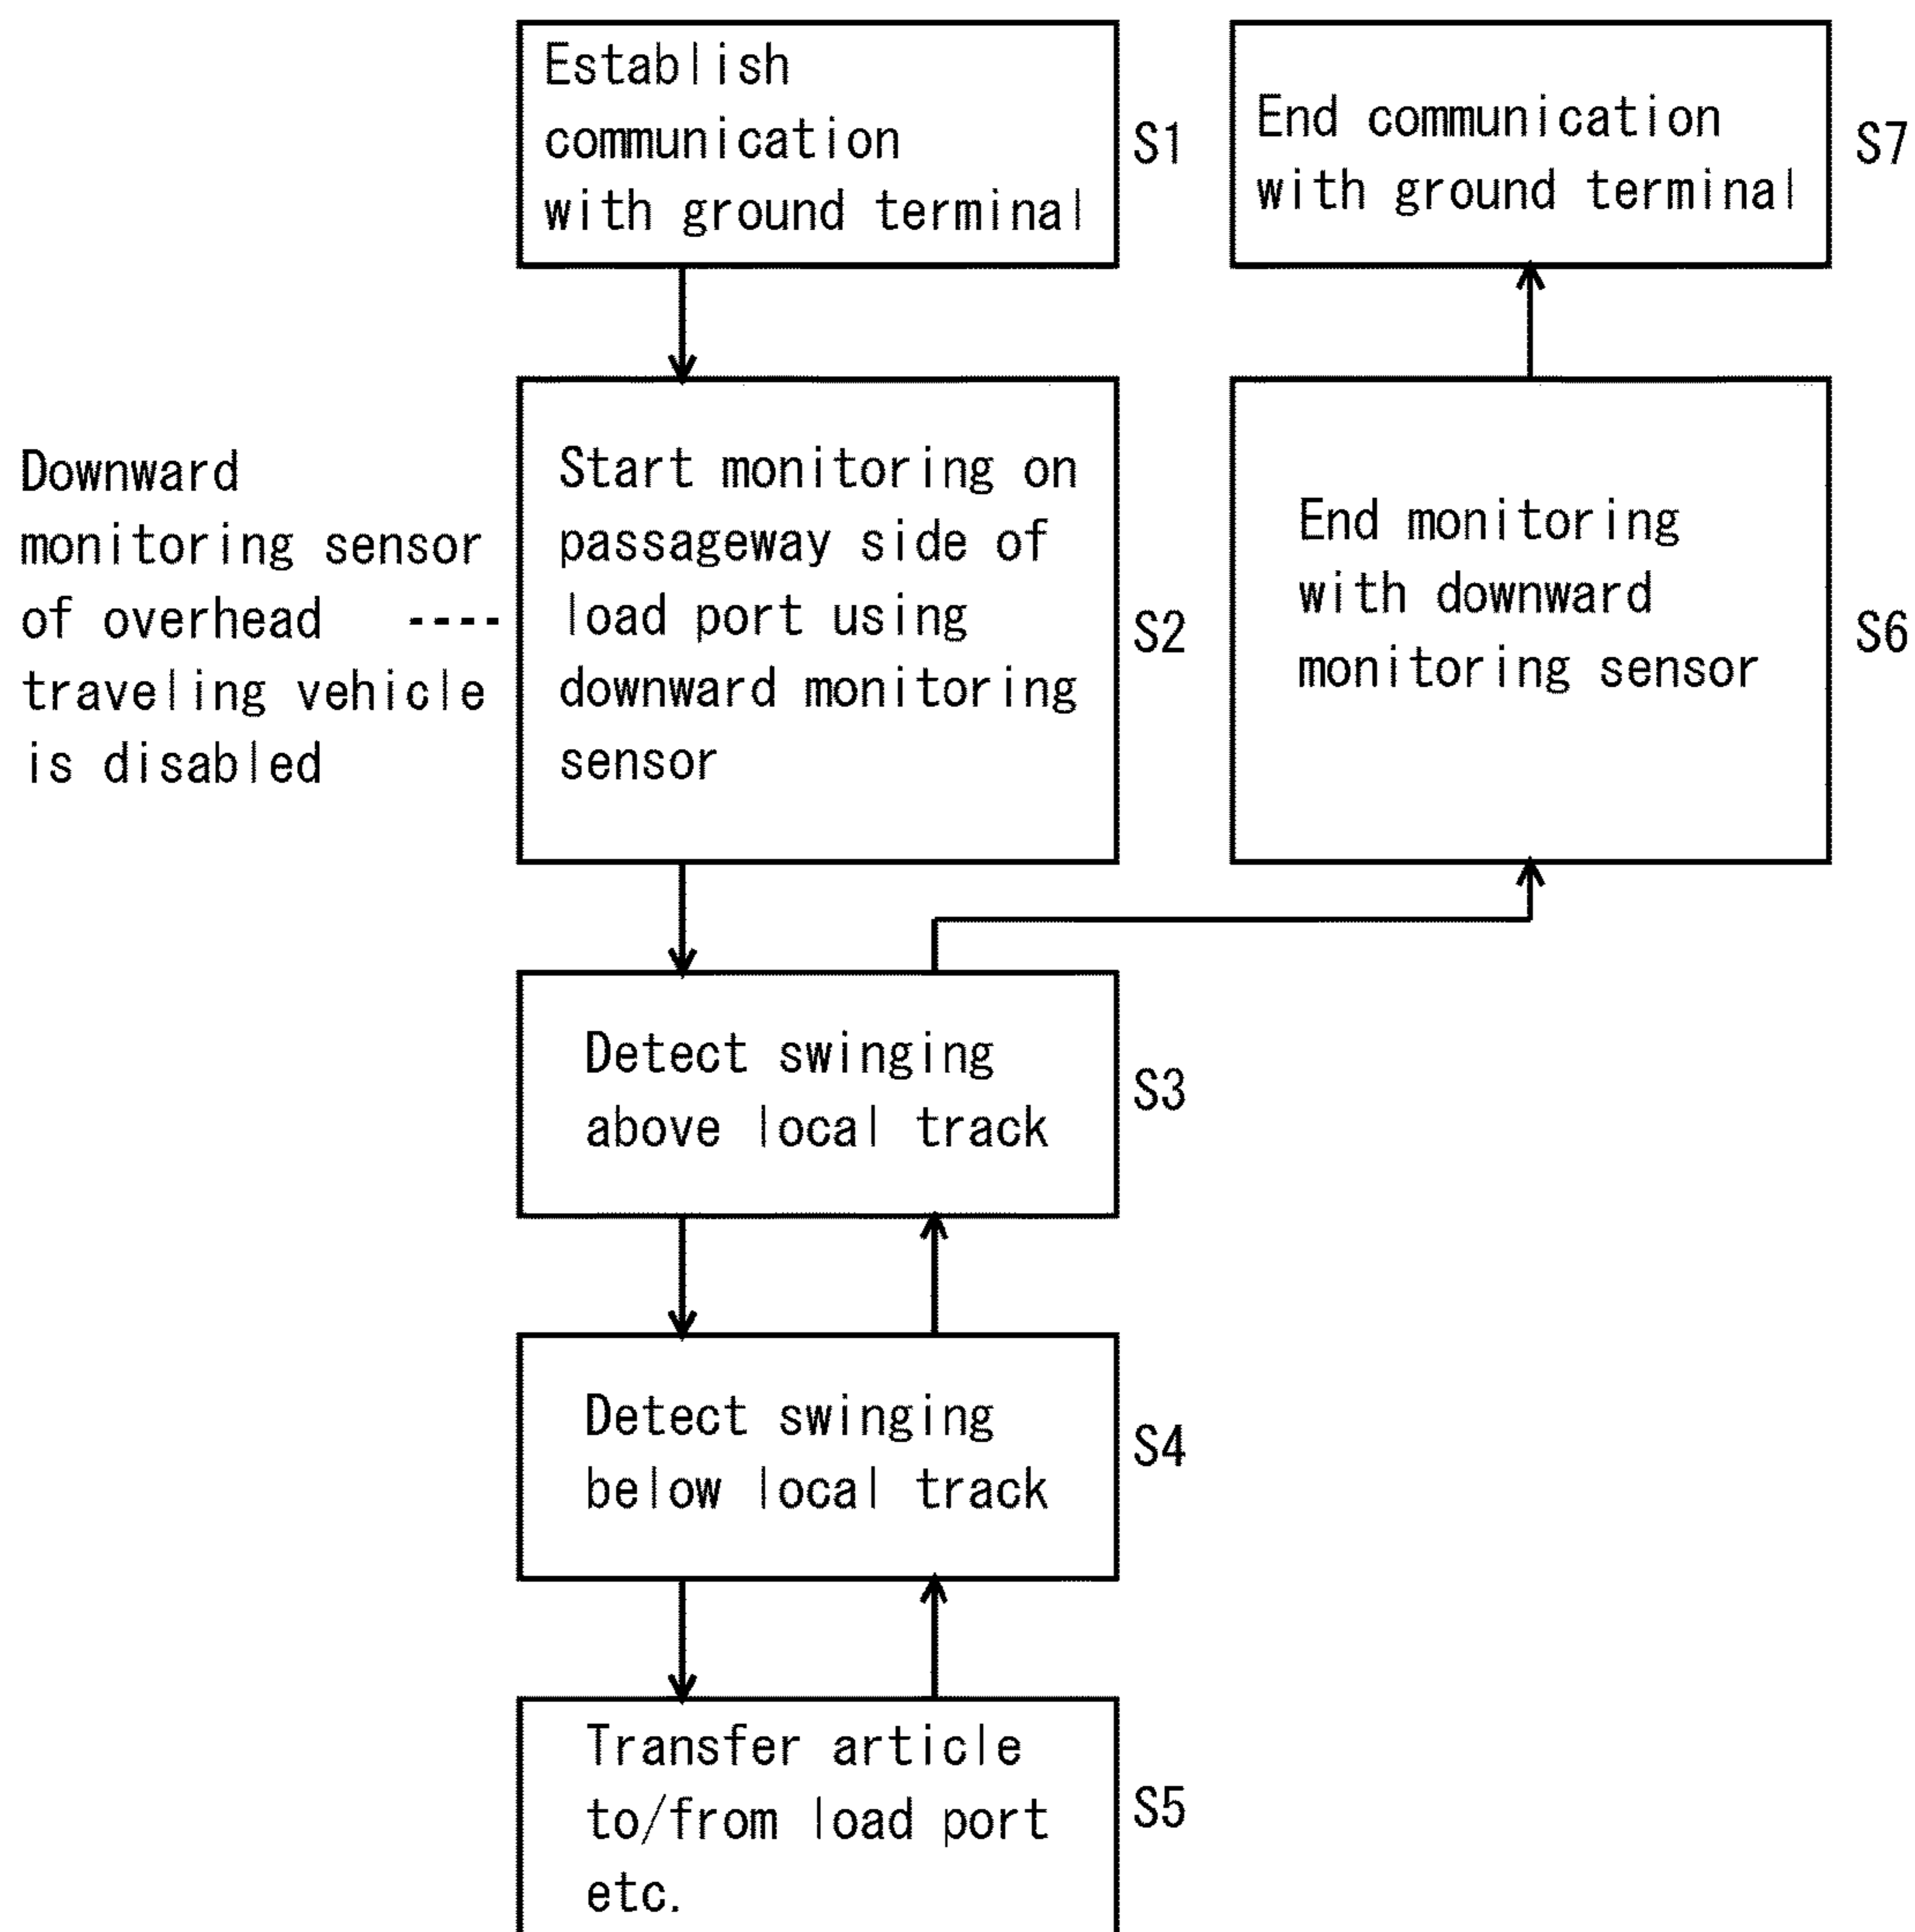 Establish
communication
with ground terminal
S1
Downward
monitoring sensor
of overhead ----
traveling vehicle
is disabled
Start monitoring on
passageway side of
load port using
downward monitoring
sensor
S2
Detect swinging
above local track
S3
Detect swinging
below local track
S4
Transfer article
to/from load port
etc.
S5
End monitoring
with downward
monitoring sensor
S6
End communication
with ground terminal
S7